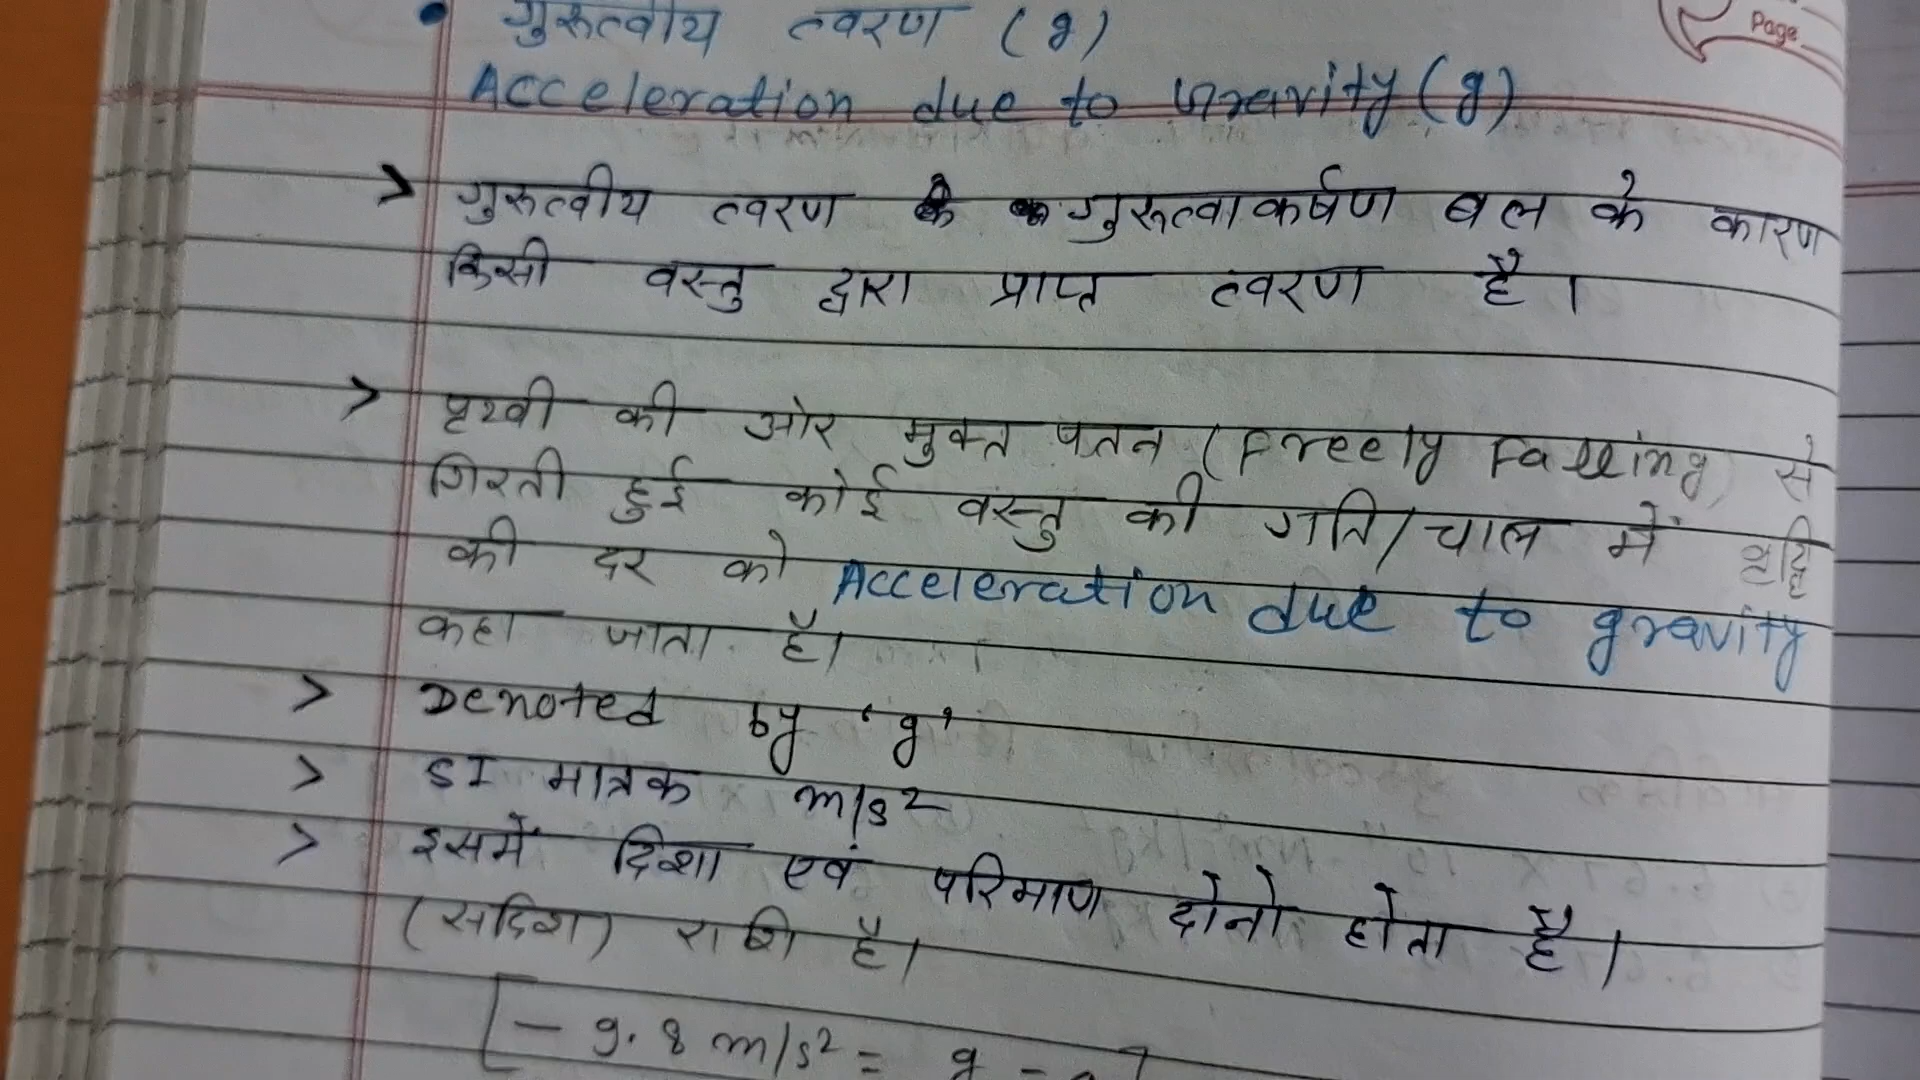 Page
• गुरुत्वीय त्वरण (g)
Acceleration due to Gravity (g)
> गुरुत्वीय त्वरण गुरुत्वाकर्षण बल के कारण
किसी वस्तु द्वारा प्राप्त त्वरण है।
> पृथ्वी की ओर मुक्त पतन (Freely Falling) से
गिरती हुई कोई वस्तु की गति/चाल में वृद्धि
की दर को Acceleration due to gravity
कहा जाता है।
> Denoted by 'g'
> SI मात्रक m/s²
> इसमें दिशा एवं परिमाण दोनो होता है।
(सदिश) राशि है।
- 9.8 m/s² = g -